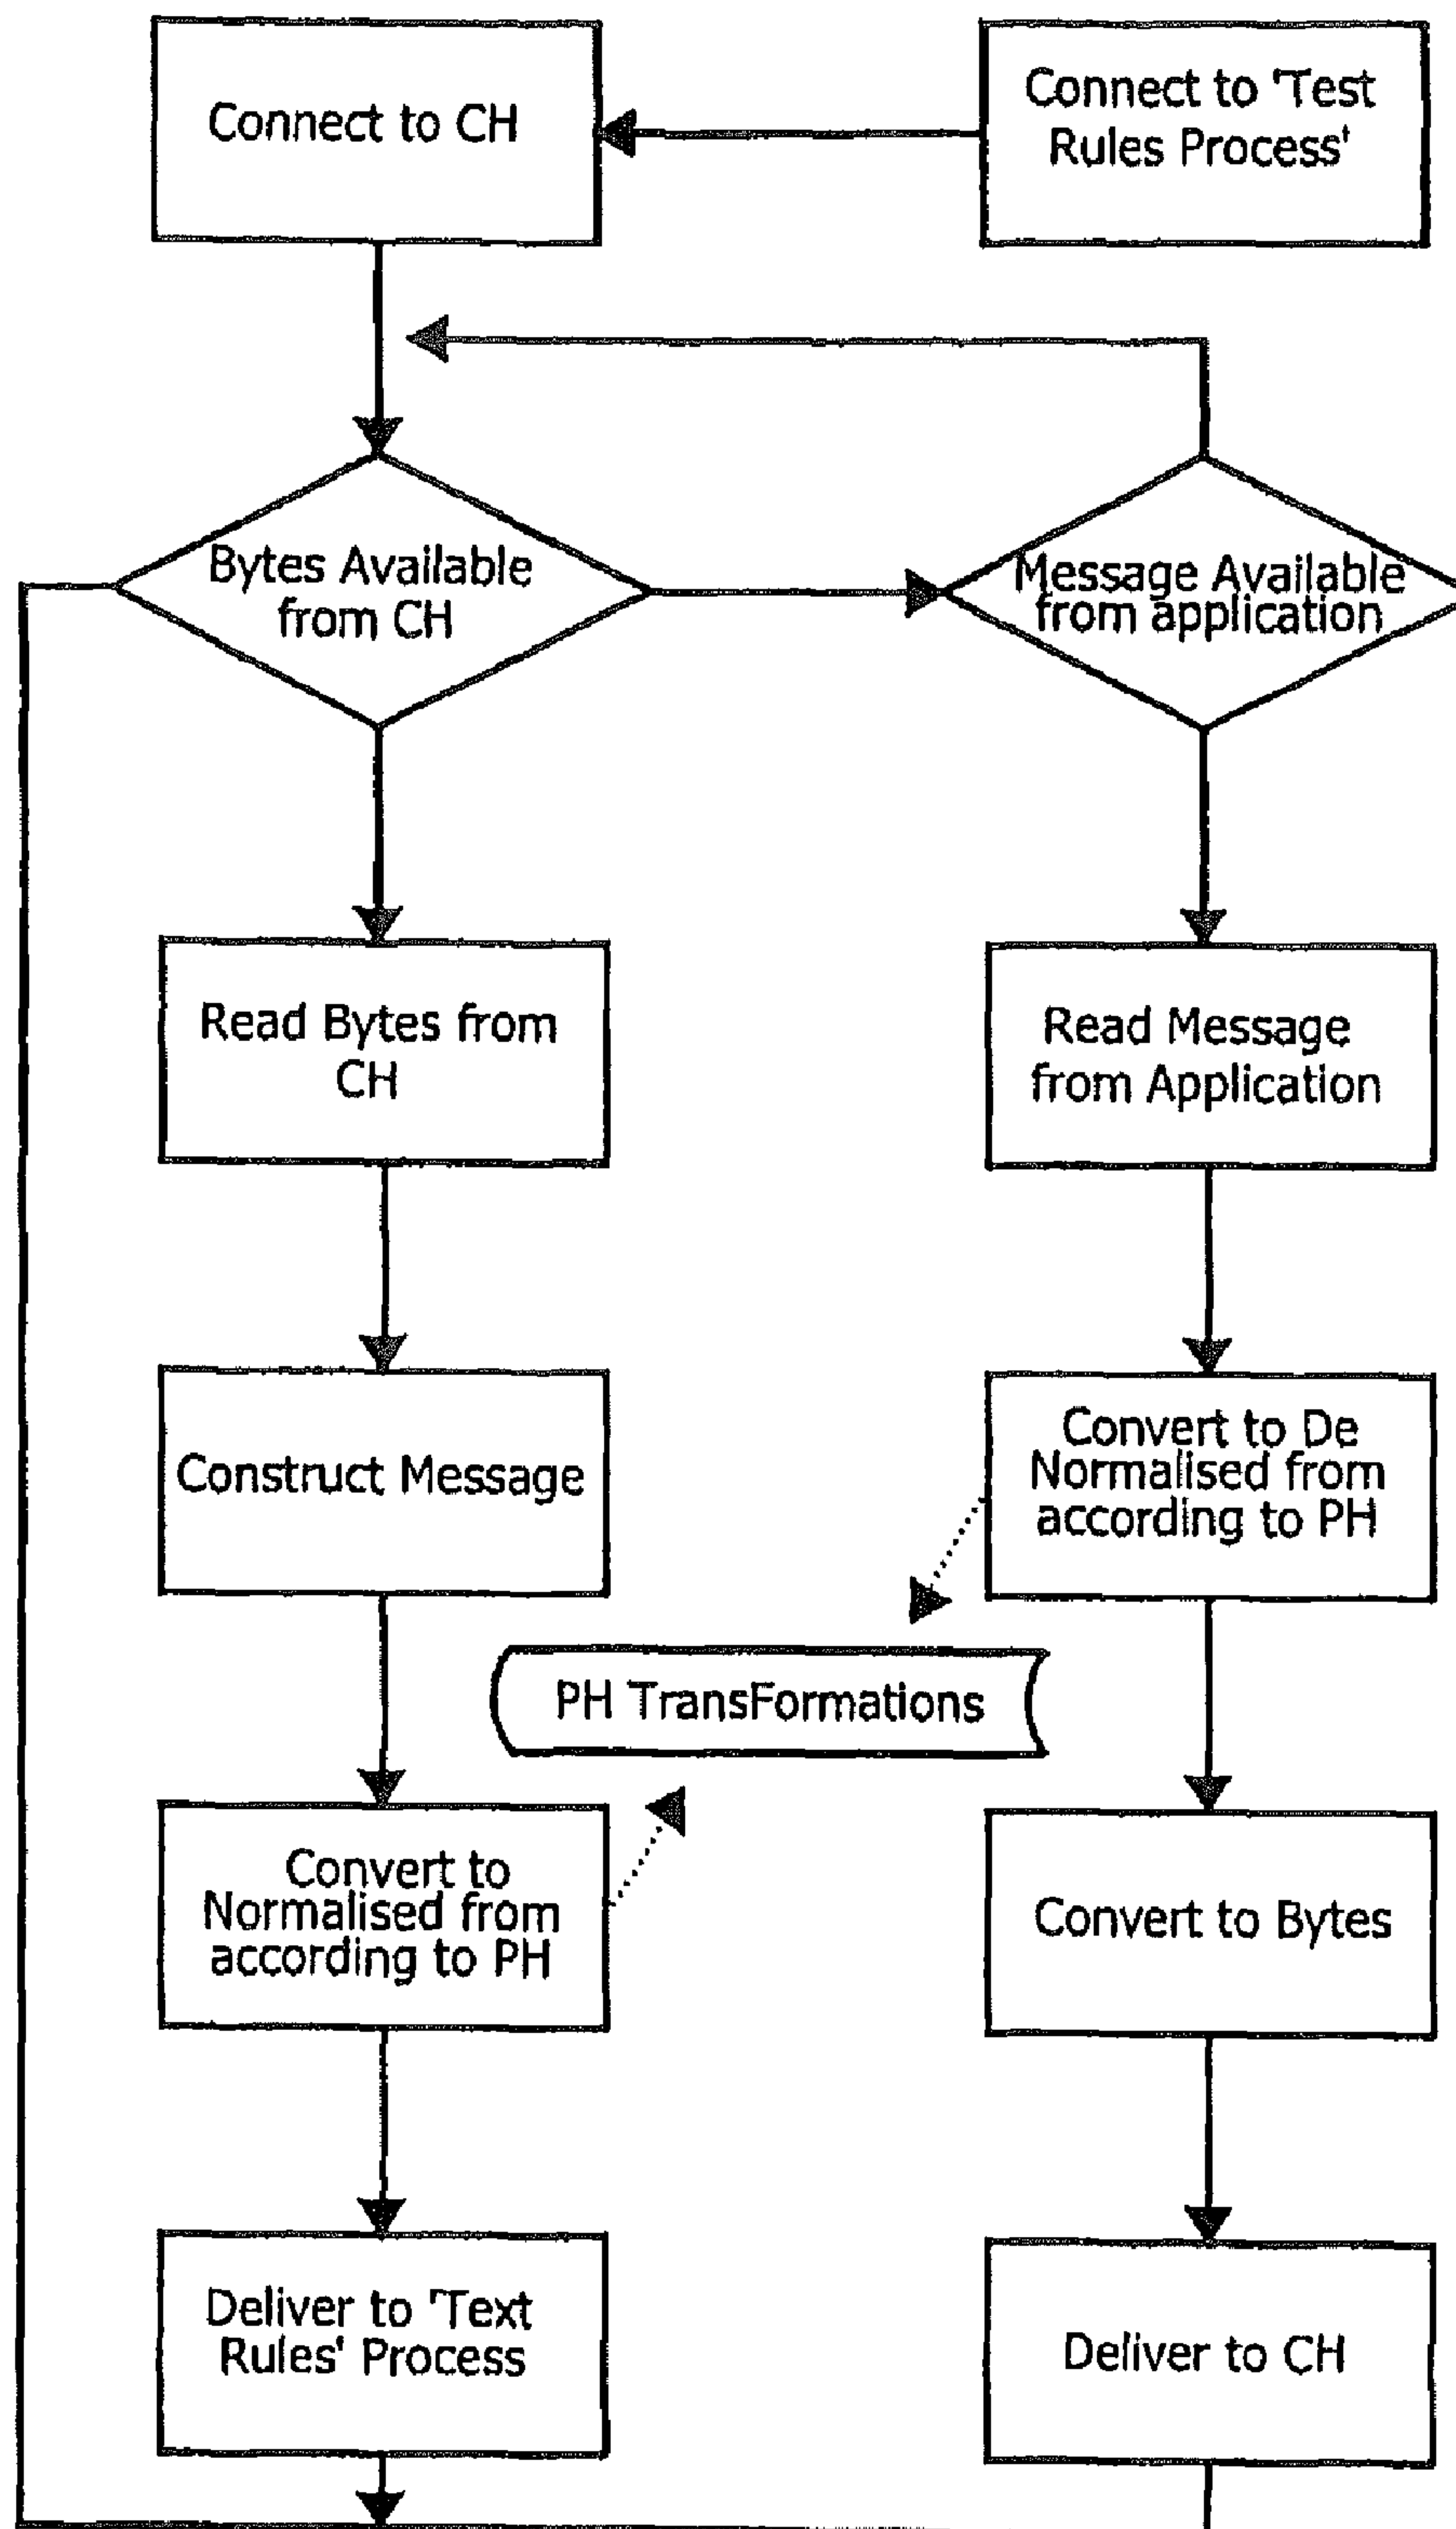 Connect to CH
Connect to 'Test
Rules Process'
Bytes Available
from CH
Message Available
from application
Read Bytes from
CH
Read Message
from Application
Construct Message
Convert to De
Normalised from
according to PH
PH TransFormations
Convert to
Normalised from
according to PH
Convert to Bytes
Deliver to 'Text
Rules' Process
Deliver to CH